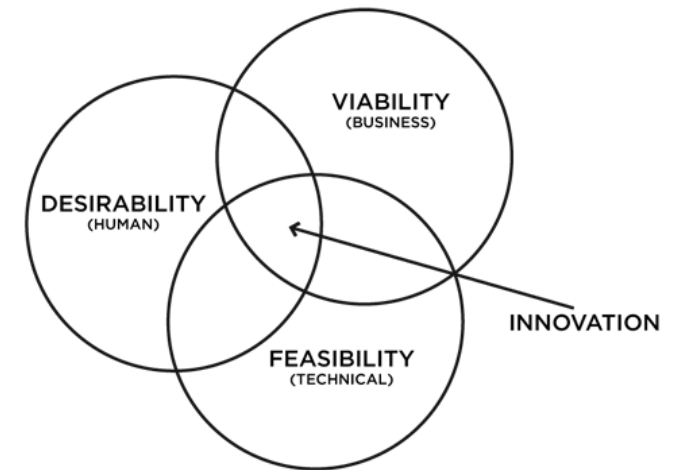 VIABILITY
(BUSINESS)
DESIRABILITY
(HUMAN)
INNOVATION
FEASIBILITY
(TECHNICAL)